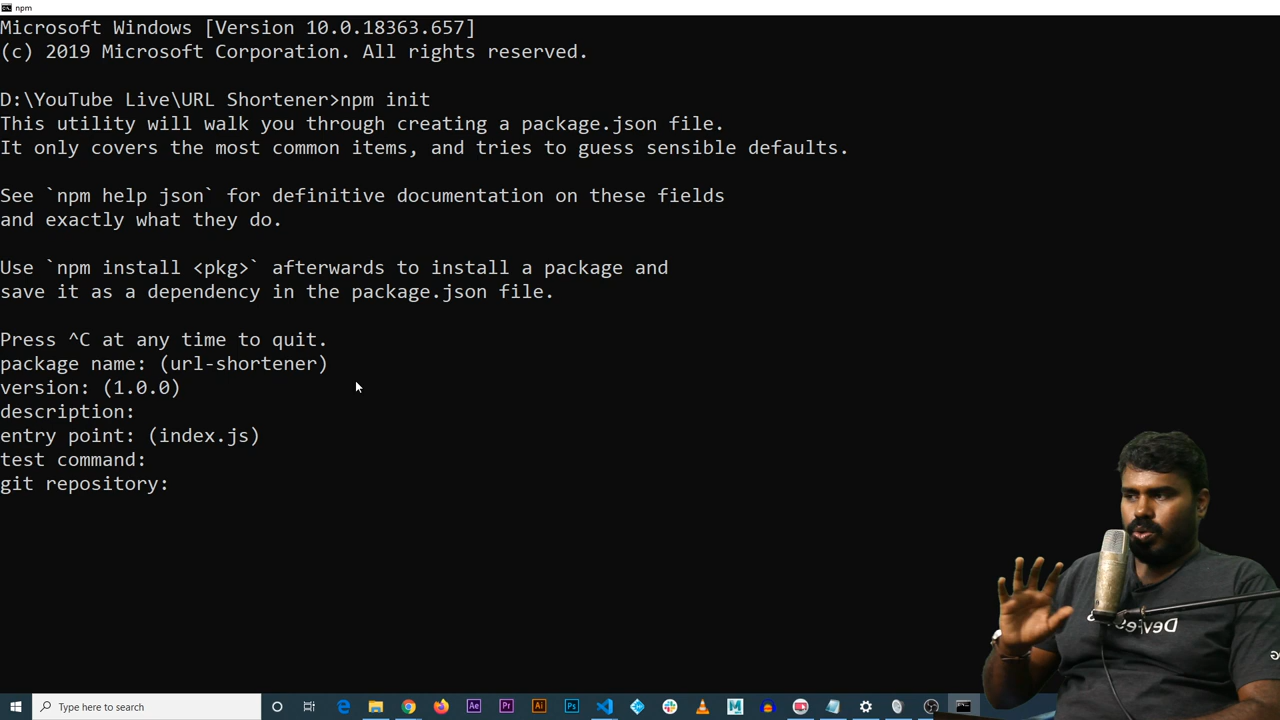 npm
Microsoft Windows [Version 10.0.18363.657]
(c) 2019 Microsoft Corporation. All rights reserved.
D:\YouTube Live\URL Shortener>npm init
This utility will walk you through creating a package.json file.
It only covers the most common items, and tries to guess sensible defaults.
See `npm help json` for definitive documentation on these fields
and exactly what they do.
Use `npm install <pkg>` afterwards to install a package and
save it as a dependency in the package.json file.
Press ^C at any time to quit.
package name: (url-shortener)
version: (1.0.0)
description:
entry point: (index.js)
test command:
git repository:
Type here to search
Ae
Pr
Ai
Ps